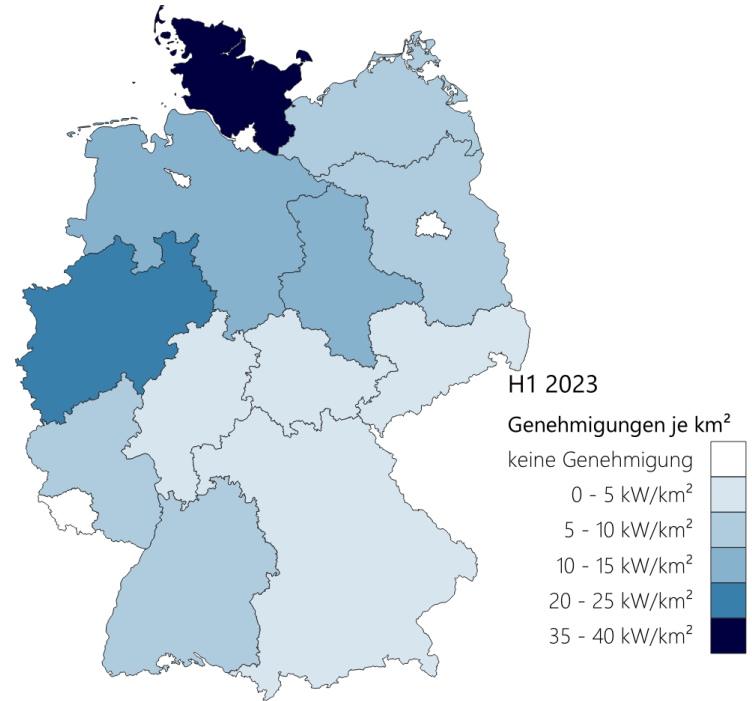 H1 2023
Genehmigungen je km²
keine Genehmigung
0 - 5 kW/km²
5 - 10 kW/km²
10 - 15 kW/km²
20 - 25 kW/km²
35 - 40 kW/km²